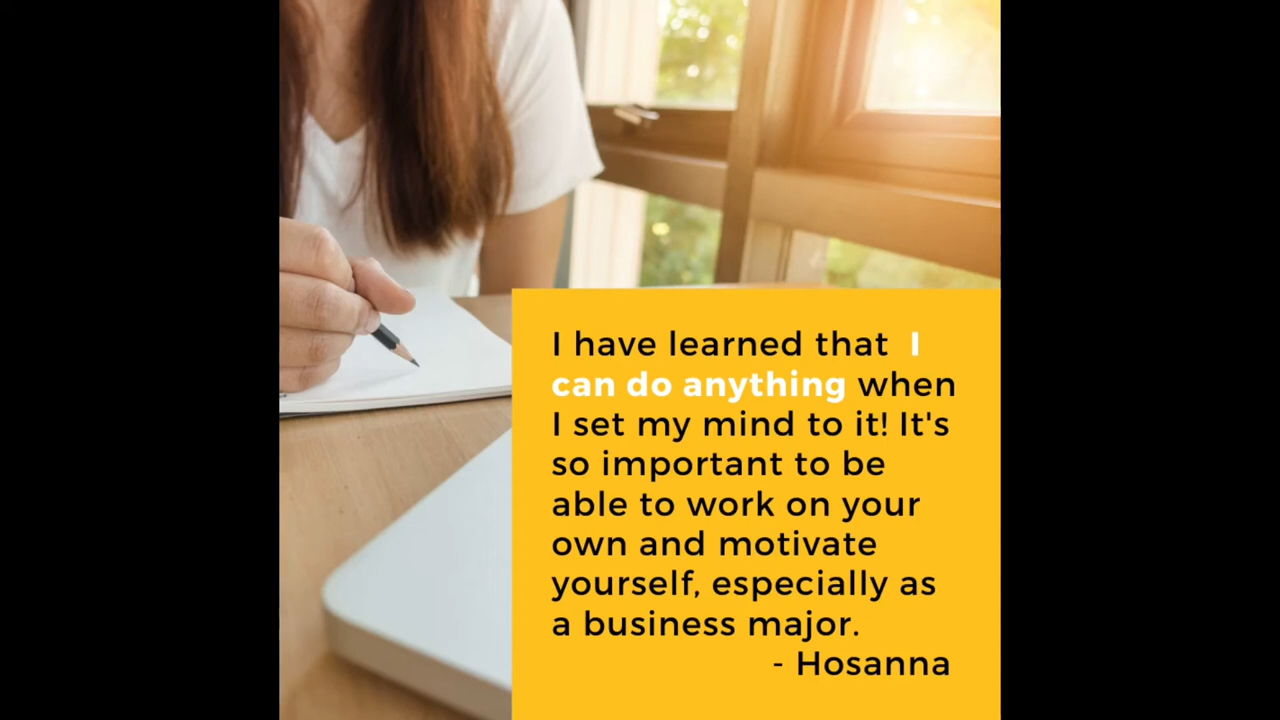 I have learned that I
can do anything when
I set my mind to it! It's
so important to be
able to work on your
own and motivate
yourself, especially as
a business major.
- Hosanna